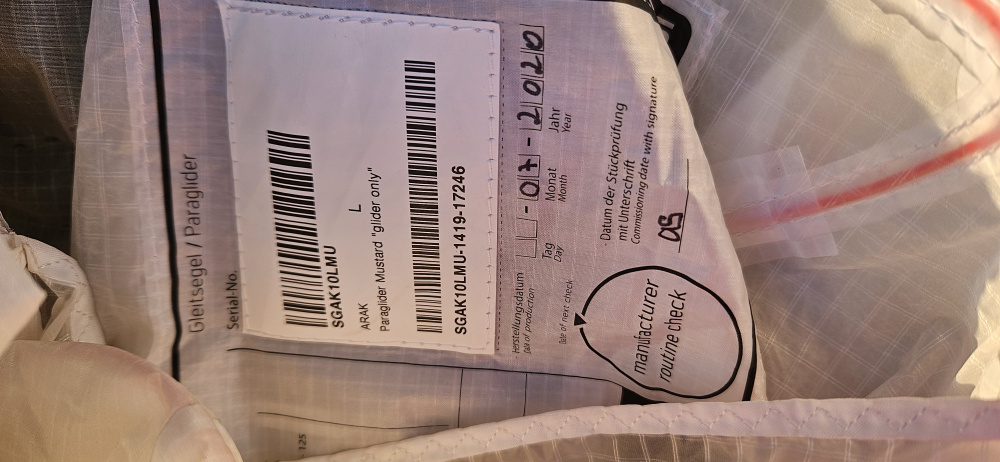 Gleitsegel / Paraglider
Serial-No.
SGAK10LMU
ARAK L
Paraglider Mustard "glider only"
SGAK10LMU-1419-17246
Herstellungsdatum
Date of production
- 07 - 2020
Tag Monat Jahr
Day Month Year
Date of next check
manufacturer
routine check
Datum der Stückprüfung
mit Unterschrift
Commissioning date with signature
125